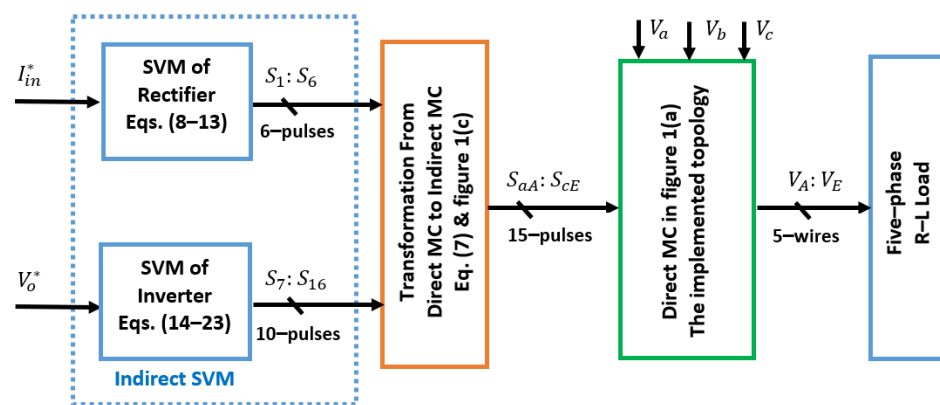 I*in
SVM of
Rectifier
Eqs. (8–13)
S1: S6
6–pulses
V*o
SVM of
Inverter
Eqs. (14–23)
S7: S16
10–pulses
Indirect SVM
Transformation From
Direct MC to Indirect MC
Eq. (7) & figure 1(c)
SaA: ScE
15–pulses
Va Vb Vc
Direct MC in figure 1(a)
The implemented topology
VA: VE
5–wires
Five–phase
R–L Load